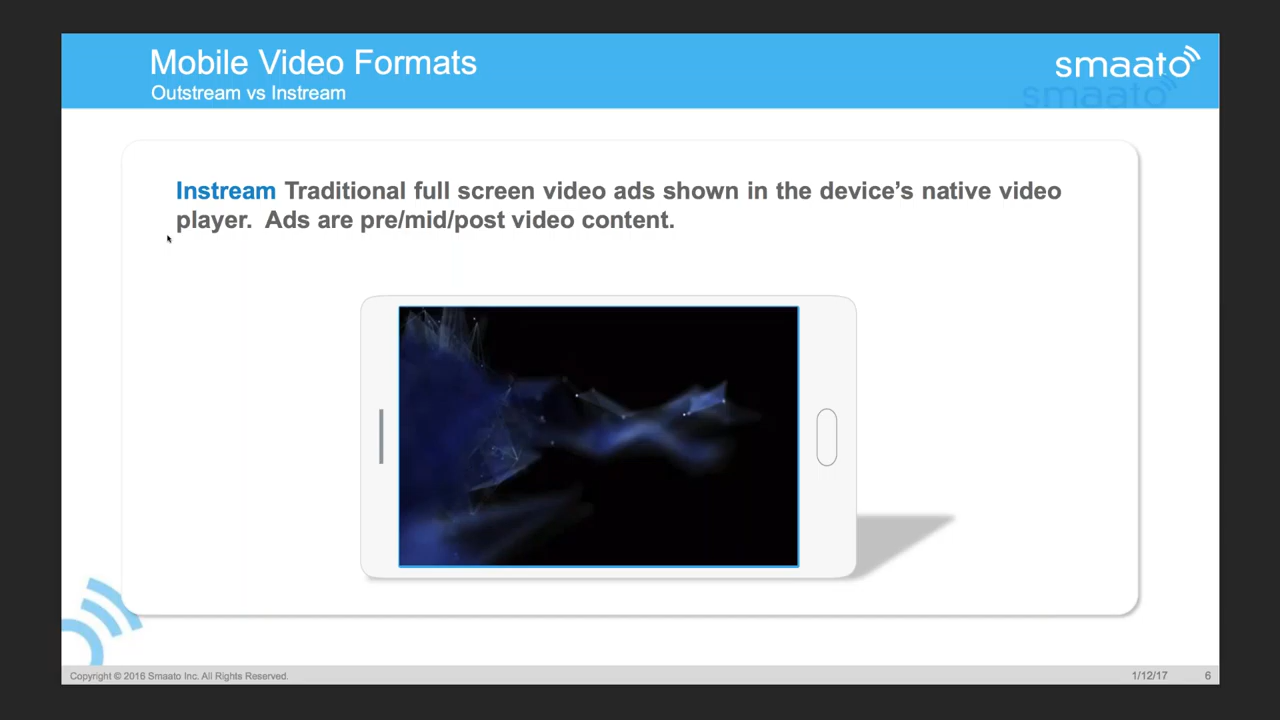 Mobile Video Formats
Outstream vs Instream
smaato
smaato
Instream Traditional full screen video ads shown in the device’s native video
player.  Ads are pre/mid/post video content.
Copyright © 2016 Smaato Inc. All Rights Reserved.
1/12/17
6